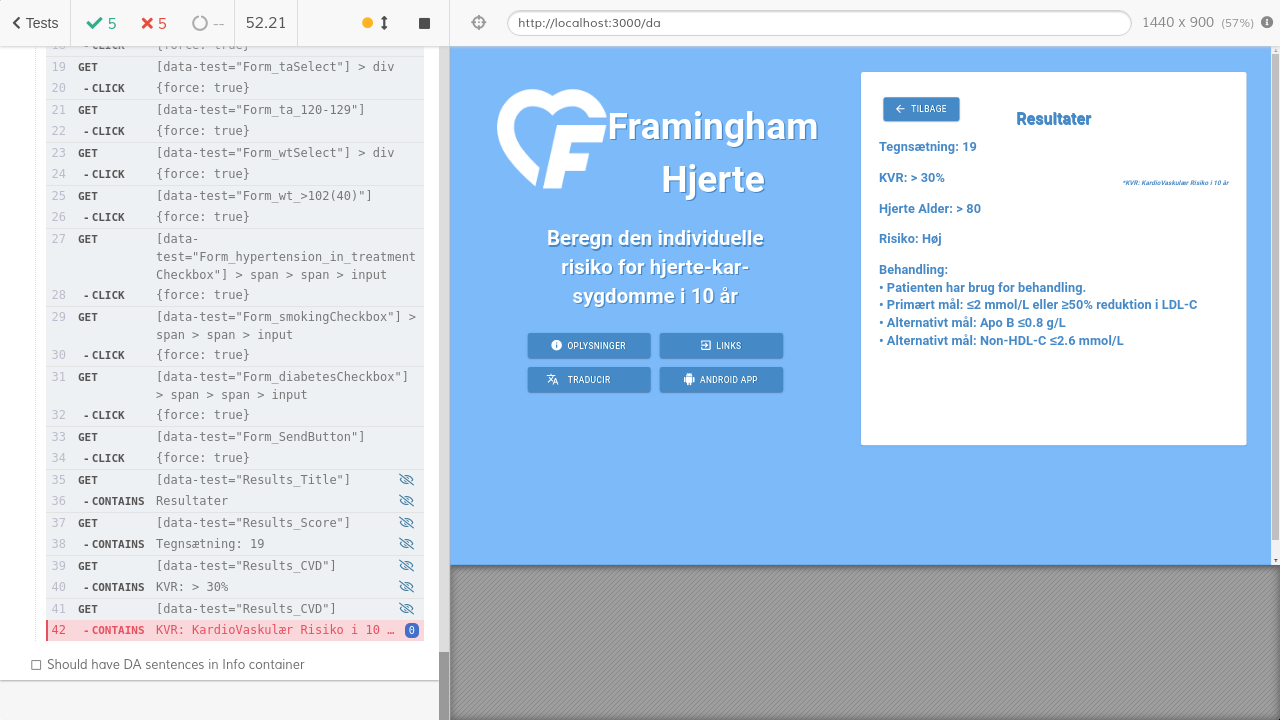 Tests
5
5
--
52.21
http://localhost:3000/da
1440 x 900 (57%)
18 -CLICK {force: true}
19 GET [data-test="Form_taSelect"] > div
20 -CLICK {force: true}
21 GET [data-test="Form_ta_120-129"]
22 -CLICK {force: true}
23 GET [data-test="Form_wtSelect"] > div
24 -CLICK {force: true}
25 GET [data-test="Form_wt_>102(40)"]
26 -CLICK {force: true}
27 GET [data-
test="Form_hypertension_in_treatment
Checkbox"] > span > span > input
28 -CLICK {force: true}
29 GET [data-test="Form_smokingCheckbox"] >
span > span > input
30 -CLICK {force: true}
31 GET [data-test="Form_diabetesCheckbox"]
> span > span > input
32 -CLICK {force: true}
33 GET [data-test="Form_SendButton"]
34 -CLICK {force: true}
35 GET [data-test="Results_Title"]
36 -CONTAINS Resultater
37 GET [data-test="Results_Score"]
38 -CONTAINS Tegnsætning: 19
39 GET [data-test="Results_CVD"]
40 -CONTAINS KVR: > 30%
41 GET [data-test="Results_CVD"]
42 -CONTAINS KVR: KardioVaskulær Risiko i 10 … 0
Should have DA sentences in Info container
F
Framingham
Hjerte
Beregn den individuelle
risiko for hjerte-kar-
sygdomme i 10 år
OPLYSNINGER
LINKS
TRADUCIR
ANDROID APP
TILBAGE
Resultater
Tegnsætning: 19
KVR: > 30%
*KVR: KardioVaskulær Risiko i 10 år
Hjerte Alder: > 80
Risiko: Høj
Behandling:
• Patienten har brug for behandling.
• Primært mål: ≤2 mmol/L eller ≥50% reduktion i LDL-C
• Alternativt mål: Apo B ≤0.8 g/L
• Alternativt mål: Non-HDL-C ≤2.6 mmol/L